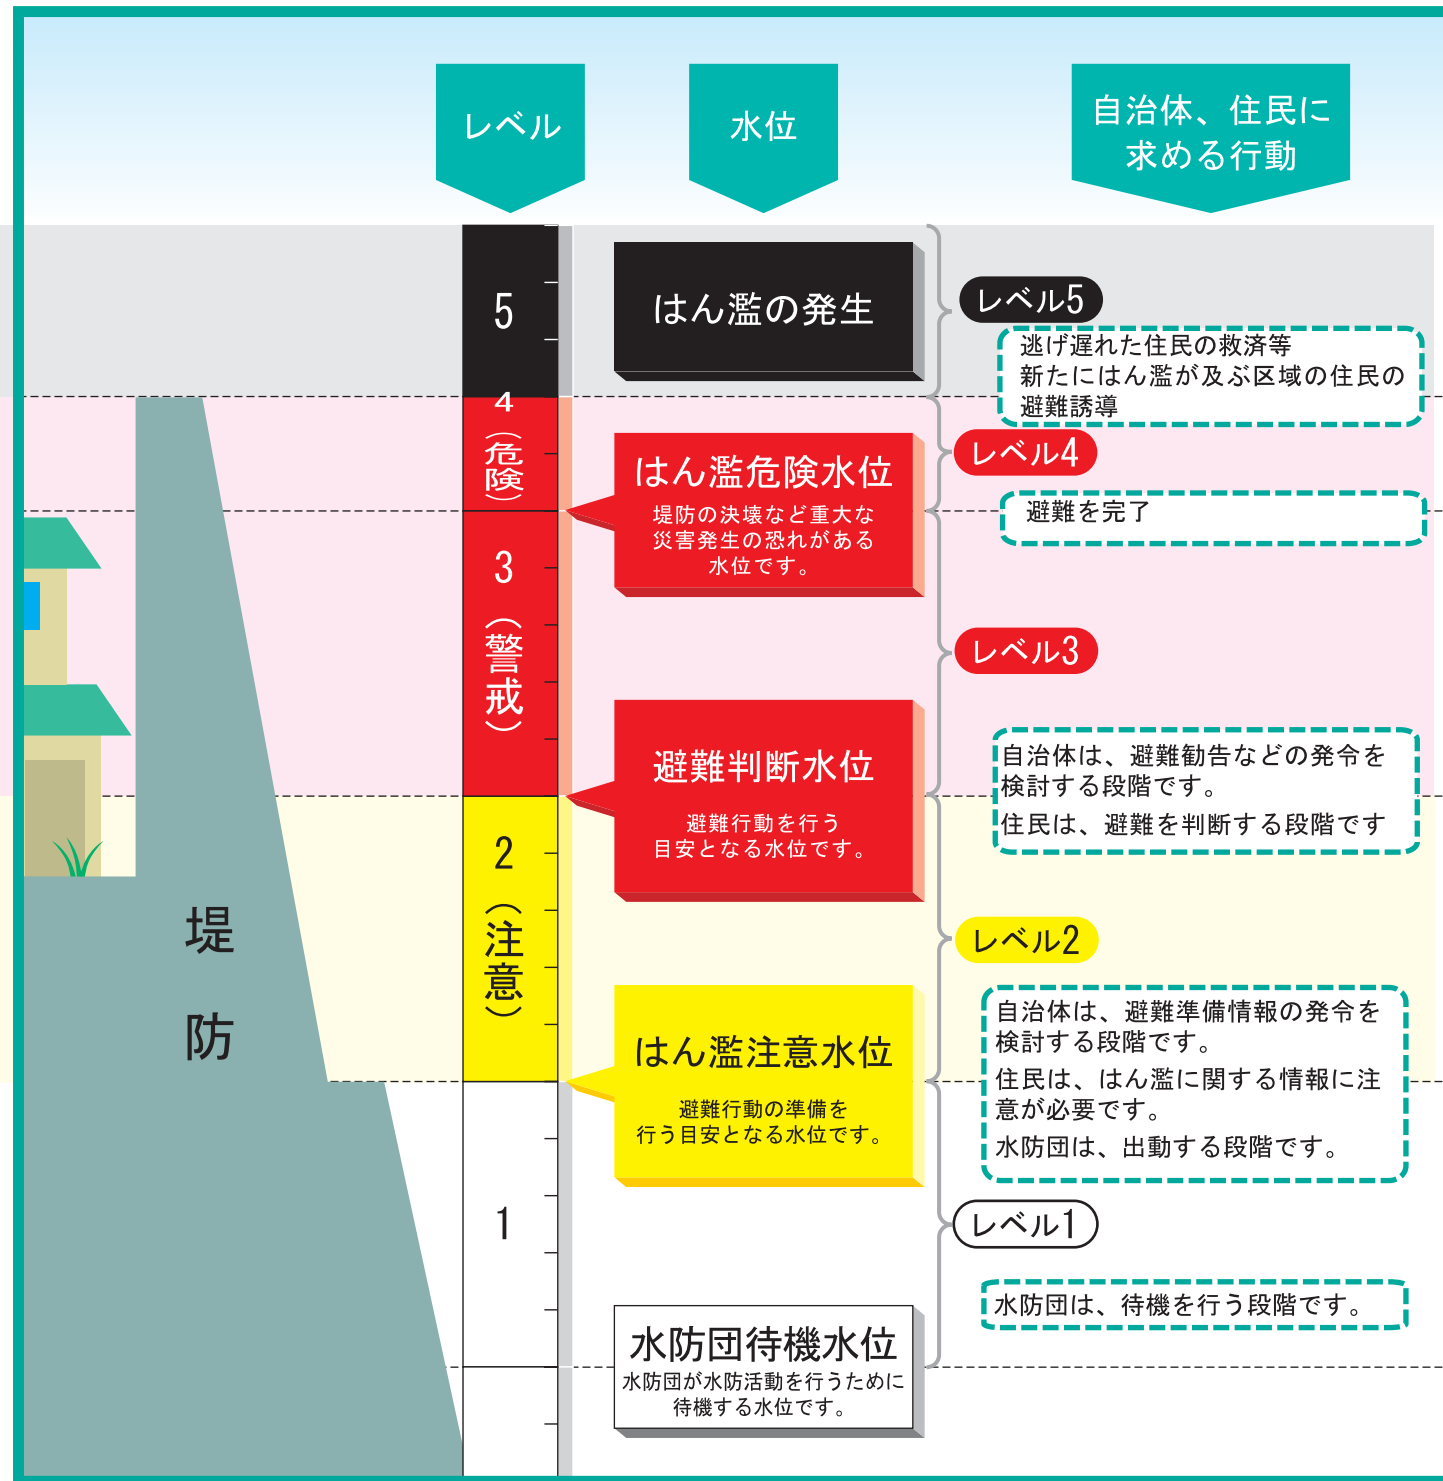 レベル
水位
自治体、住民に
求める行動
5
はん濫の発生
レベル5
逃げ遅れた住民の救済等
新たにはん濫が及ぶ区域の住民の
避難誘導
4
（危険）
はん濫危険水位
堤防の決壊など重大な
災害発生の恐れがある
水位です。
レベル4
避難を完了
3
（警戒）
レベル3
避難判断水位
避難行動を行う
目安となる水位です。
自治体は、避難勧告などの発令を
検討する段階です。
住民は、避難を判断する段階です
2
（注意）
レベル2
はん濫注意水位
避難行動の準備を
行う目安となる水位です。
自治体は、避難準備情報の発令を
検討する段階です。
住民は、はん濫に関する情報に注
意が必要です。
水防団は、出動する段階です。
堤防
1
レベル1
水防団待機水位
水防団が水防活動を行うために
待機する水位です。
水防団は、待機を行う段階です。